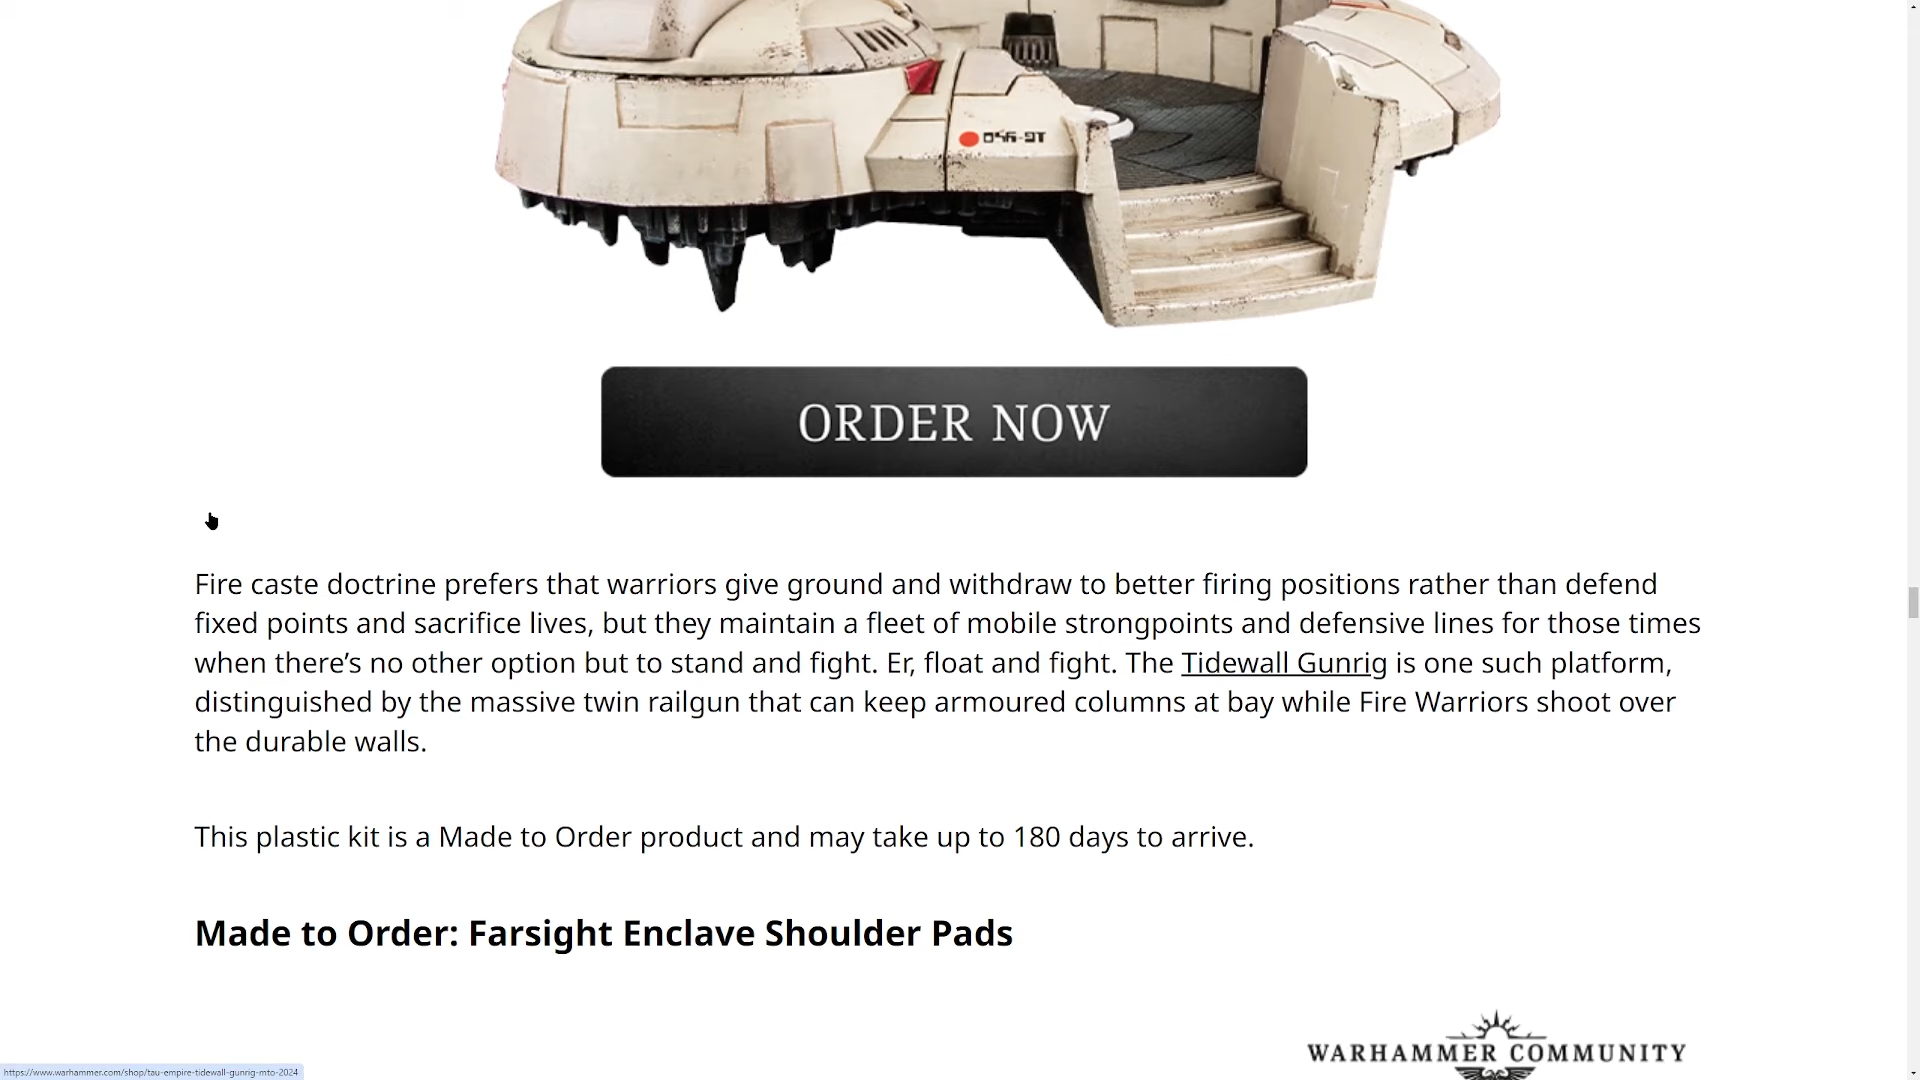 ORDER NOW
Fire caste doctrine prefers that warriors give ground and withdraw to better firing positions rather than defend
fixed points and sacrifice lives, but they maintain a fleet of mobile strongpoints and defensive lines for those times
when there’s no other option but to stand and fight. Er, float and fight. The Tidewall Gunrig is one such platform,
distinguished by the massive twin railgun that can keep armoured columns at bay while Fire Warriors shoot over
the durable walls.
This plastic kit is a Made to Order product and may take up to 180 days to arrive.
Made to Order: Farsight Enclave Shoulder Pads
WARHAMMER COMMUNITY
https://www.warhammer.com/shop/tau-empire-tidewall-gunrig-mto-2024